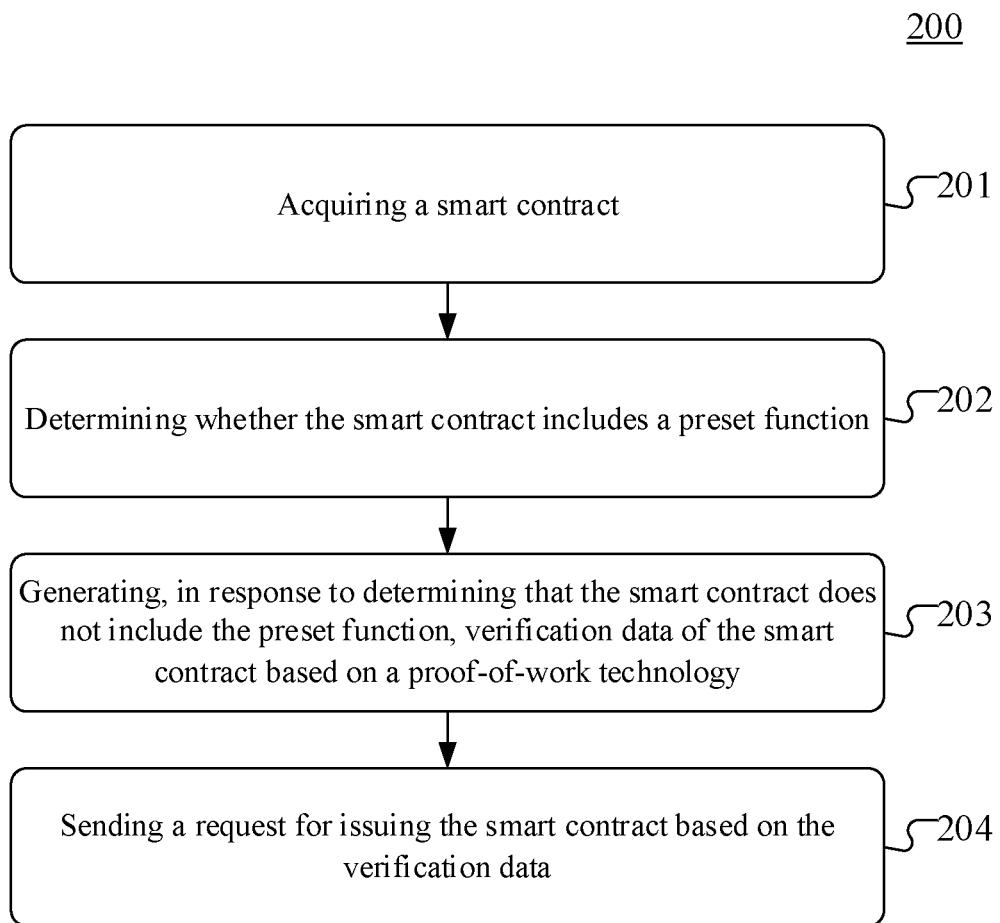 200
Acquiring a smart contract
201
Determining whether the smart contract includes a preset function
202
Generating, in response to determining that the smart contract does
not include the preset function, verification data of the smart
contract based on a proof-of-work technology
203
Sending a request for issuing the smart contract based on the
verification data
204